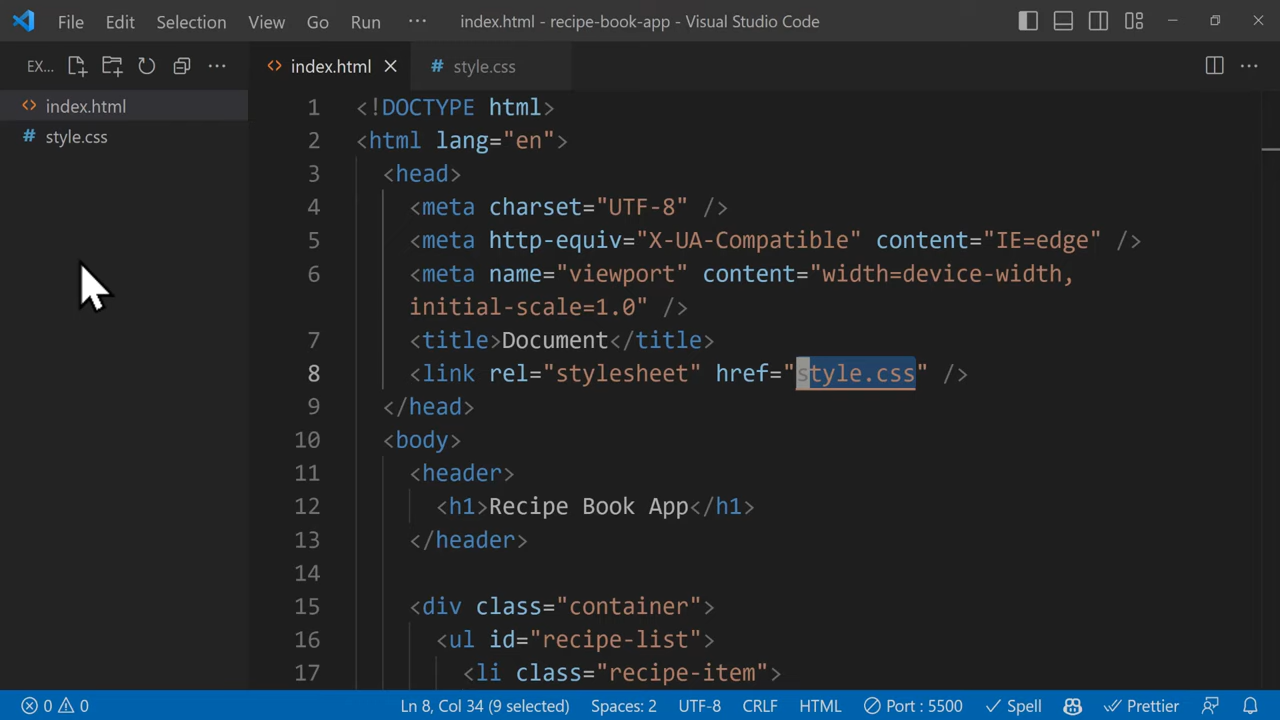 File Edit Selection View Go Run ··· index.html - recipe-book-app - Visual Studio Code
EX... ··· <> index.html # style.css ···
<> index.html
# style.css
1 <!DOCTYPE html>
2 <html lang="en">
3 <head>
4 <meta charset="UTF-8" />
5 <meta http-equiv="X-UA-Compatible" content="IE=edge" />
6 <meta name="viewport" content="width=device-width,
initial-scale=1.0" />
7 <title>Document</title>
8 <link rel="stylesheet" href="style.css" />
9 </head>
10 <body>
11 <header>
12 <h1>Recipe Book App</h1>
13 </header>
14
15 <div class="container">
16 <ul id="recipe-list">
17 <li class="recipe-item">
0 0 Ln 8, Col 34 (9 selected) Spaces: 2 UTF-8 CRLF HTML Port : 5500 Spell Prettier